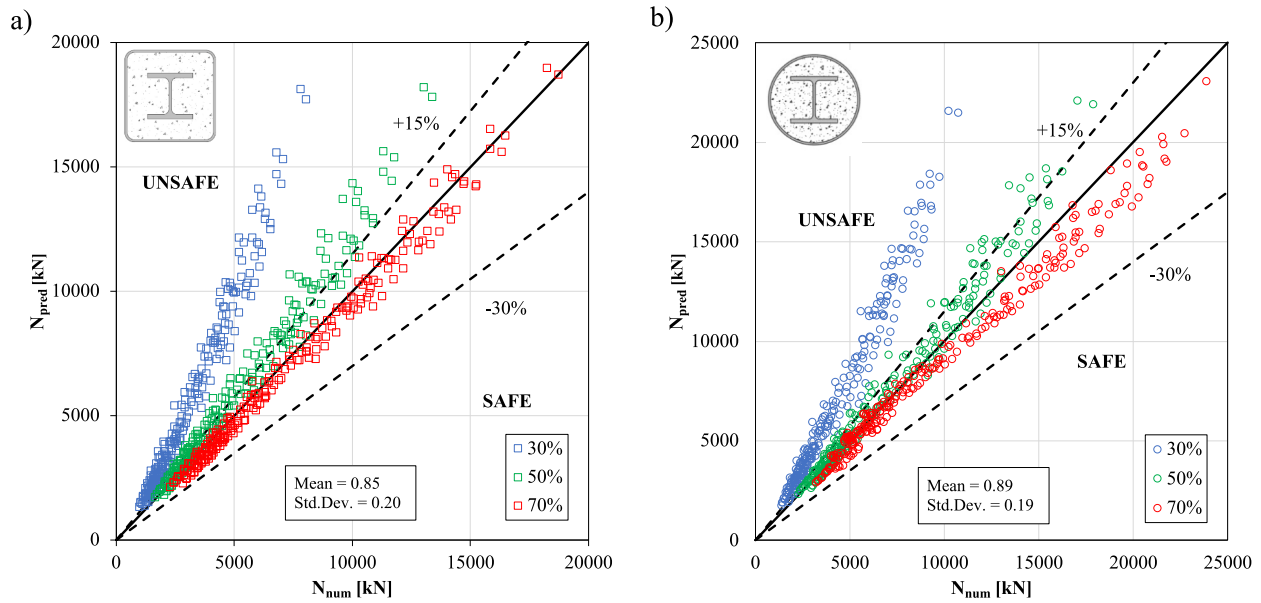 a)
20000
15000
10000
5000
0
N_pred [kN]
+15%
UNSAFE
-30%
SAFE
30%
50%
70%
Mean = 0.85
Std.Dev. = 0.20
0 5000 10000 15000 20000
N_num [kN]
b)
25000
20000
15000
10000
5000
0
N_pred [kN]
+15%
UNSAFE
-30%
SAFE
30%
50%
70%
Mean = 0.89
Std.Dev. = 0.19
0 5000 10000 15000 20000 25000
N_num [kN]